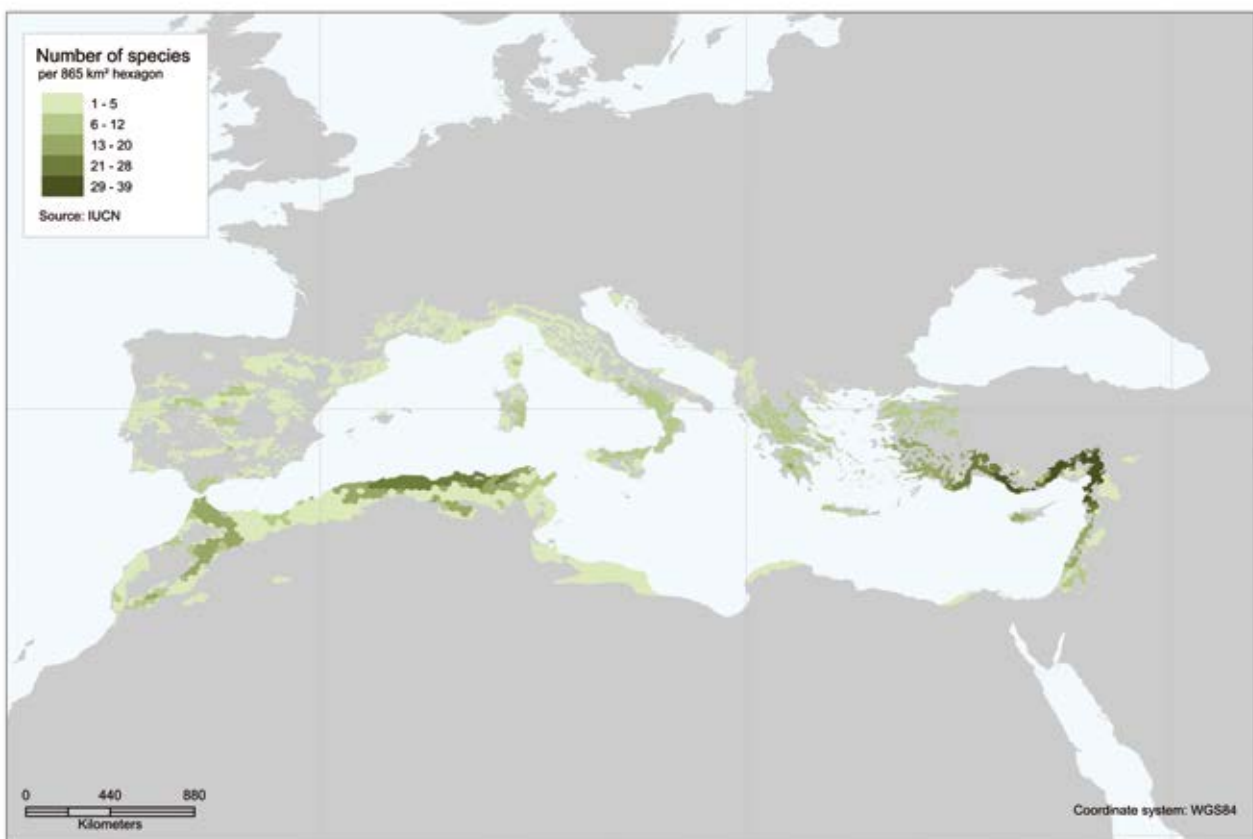 Number of species
per 865 km² hexagon
1 - 5
6 - 12
13 - 20
21 - 28
29 - 39
Source: IUCN
0 440 880
Kilometers
Coordinate system: WGS84